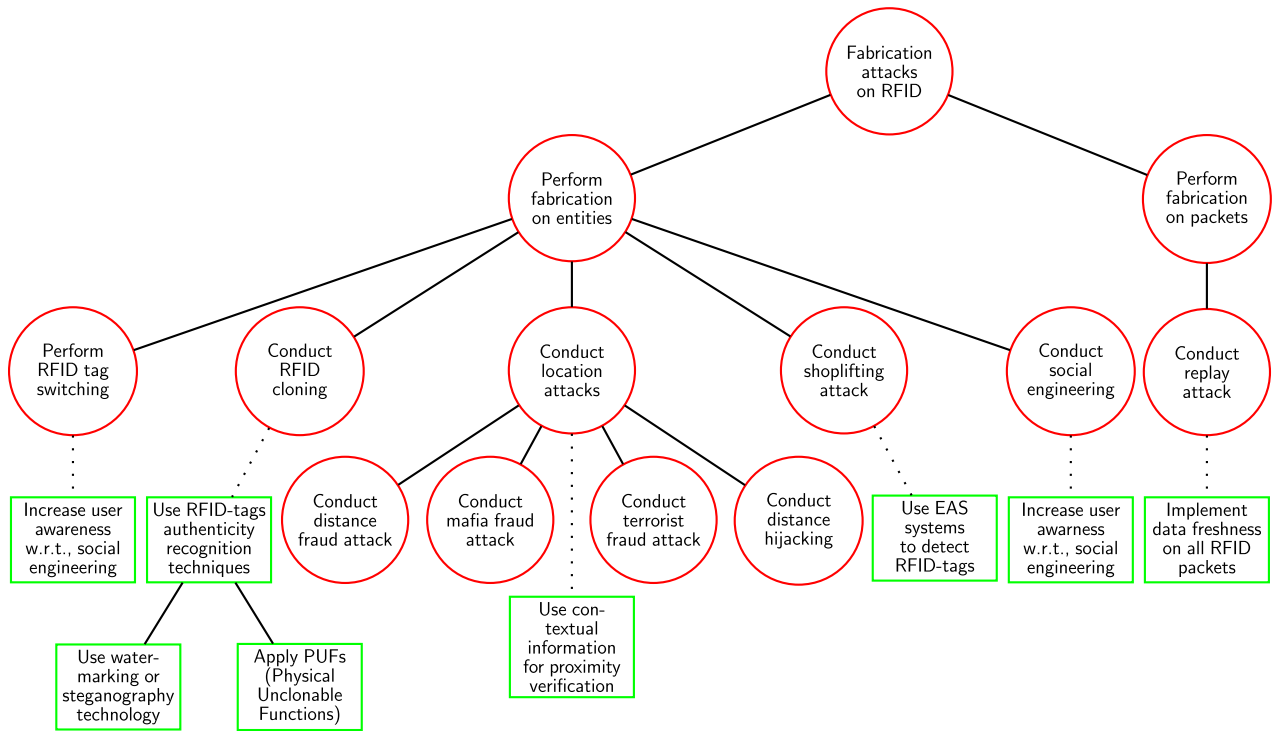 Fabrication
attacks
on RFID
Perform
fabrication
on entities
Perform
fabrication
on packets
Perform
RFID tag
switching
Conduct
RFID
cloning
Conduct
location
attacks
Conduct
shoplifting
attack
Conduct
social
engineering
Conduct
replay
attack
Increase user
awareness
w.r.t., social
engineering
Use RFID-tags
authenticity
recognition
techniques
Conduct
distance
fraud attack
Conduct
mafia fraud
attack
Conduct
terrorist
fraud attack
Conduct
distance
hijacking
Use EAS
systems
to detect
RFID-tags
Increase user
awarness
w.r.t., social
engineering
Implement
data freshness
on all RFID
packets
Use water-
marking or
steganography
technology
Apply PUFs
(Physical
Unclonable
Functions)
Use con-
textual
information
for proximity
verification